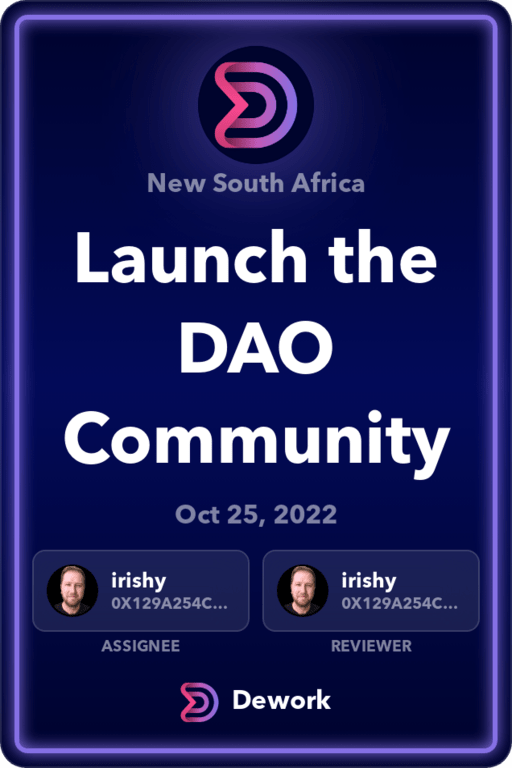 New South Africa
Launch the
DAO
Community
Oct 25, 2022
irishy
0X129A254C...
ASSIGNEE
irishy
0X129A254C...
REVIEWER
Dework